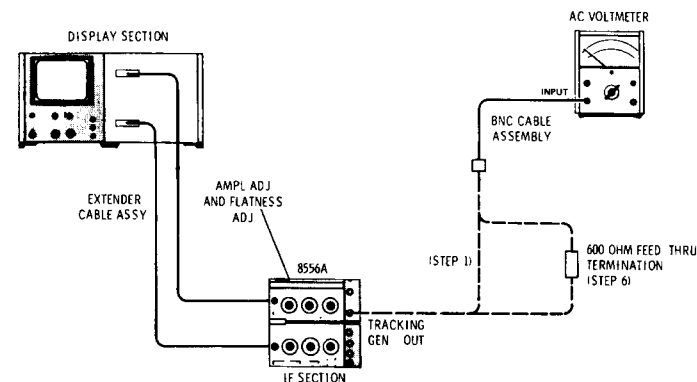 AC VOLTMETER
DISPLAY SECTION
INPUT
BNC CABLE
ASSEMBLY
EXTENDER
CABLE ASSY
AMPL ADJ
AND FLATNESS
ADJ
8556A
(STEP 1)
600 OHM FEED THRU
TERMINATION
(STEP 6)
TRACKING
GEN OUT
IF SECTION